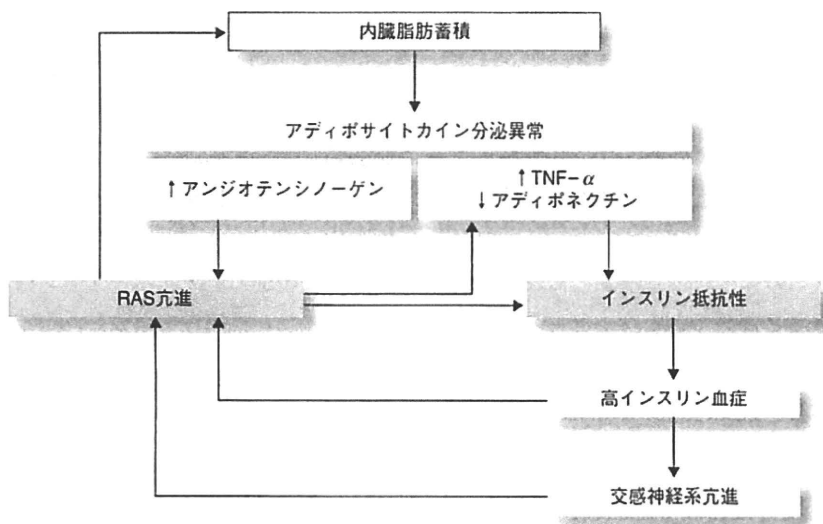 内臓脂肪蓄積
アディポサイトカイン分泌異常
↑アンジオテンシノーゲン
↑TNF-α
↓アディポネクチン
RAS亢進
インスリン抵抗性
高インスリン血症
交感神経系亢進